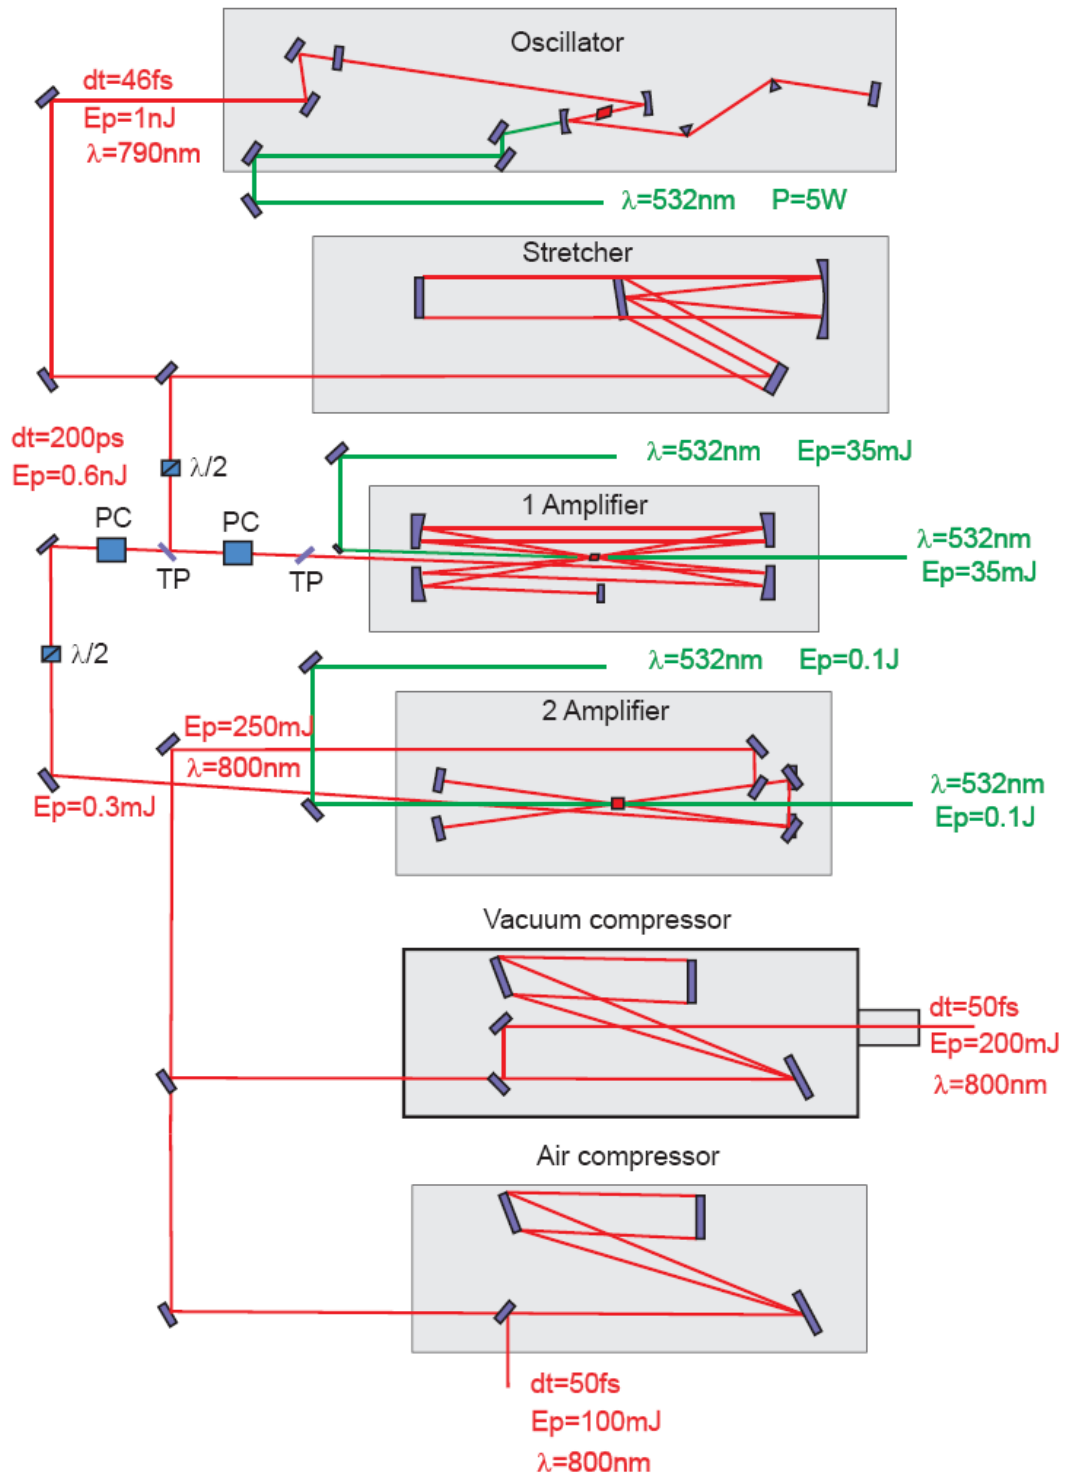 Oscillator
dt=46fs
Ep=1nJ
λ=790nm
λ=532nm P=5W
Stretcher
dt=200ps
Ep=0.6nJ
λ/2
λ=532nm Ep=35mJ
1 Amplifier
PC PC
TP TP
λ=532nm
Ep=35mJ
λ/2
λ=532nm Ep=0.1J
2 Amplifier
Ep=250mJ
λ=800nm
Ep=0.3mJ
λ=532nm
Ep=0.1J
Vacuum compressor
dt=50fs
Ep=200mJ
λ=800nm
Air compressor
dt=50fs
Ep=100mJ
λ=800nm